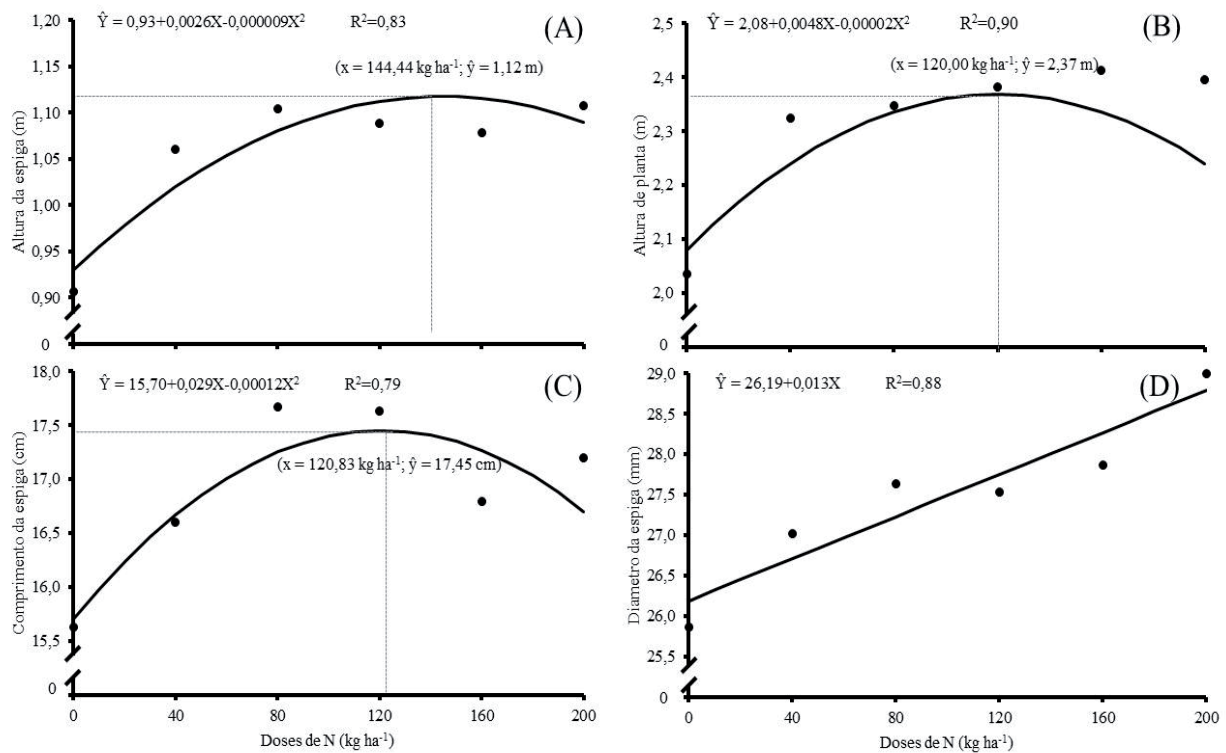 Ŷ = 0,93+0,0026X-0,000009X² R²=0,83
(A)
(x = 144,44 kg ha⁻¹; ŷ = 1,12 m)
Altura da espiga (m)
1,20
1,15
1,10
1,05
1,00
0,95
0,90
0
Ŷ = 2,08+0,0048X-0,00002X² R²=0,90
(B)
(x = 120,00 kg ha⁻¹; ŷ = 2,37 m)
Altura de planta (m)
2,5
2,4
2,3
2,2
2,1
2,0
0
0 40 80 120 160 200
Ŷ = 15,70+0,029X-0,00012X² R²=0,79
(C)
(x = 120,83 kg ha⁻¹; ŷ = 17,45 cm)
Comprimento da espiga (cm)
18,0
17,5
17,0
16,5
16,0
15,5
0
0 40 80 120 160 200
Doses de N (kg ha⁻¹)
Ŷ = 26,19+0,013X R²=0,88
(D)
Diametro da espiga (mm)
29,0
28,5
28,0
27,5
27,0
26,5
26,0
25,5
0
0 40 80 120 160 200
Doses de N (kg ha⁻¹)